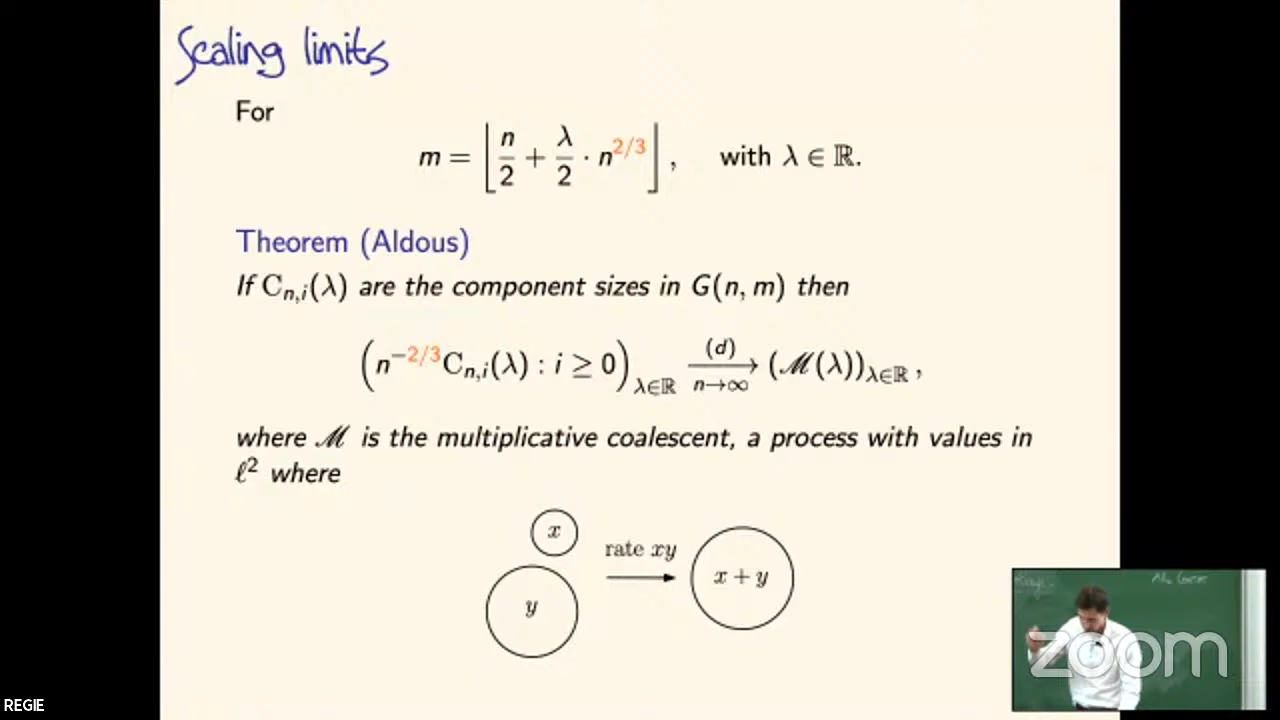 Scaling limits
For
m = ⌊ n/2 + λ/2 · n^{2/3} ⌋ , with λ ∈ ℝ.
Theorem (Aldous)
If C_{n,i}(λ) are the component sizes in G(n, m) then
( n^{−2/3} C_{n,i}(λ) : i ≥ 0 )_{λ∈ℝ} \xrightarrow[n→∞]{(d)} (ℳ(λ))_{λ∈ℝ} ,
where ℳ is the multiplicative coalescent, a process with values in
ℓ² where
x
rate xy
x + y
y
zoom
REGIE